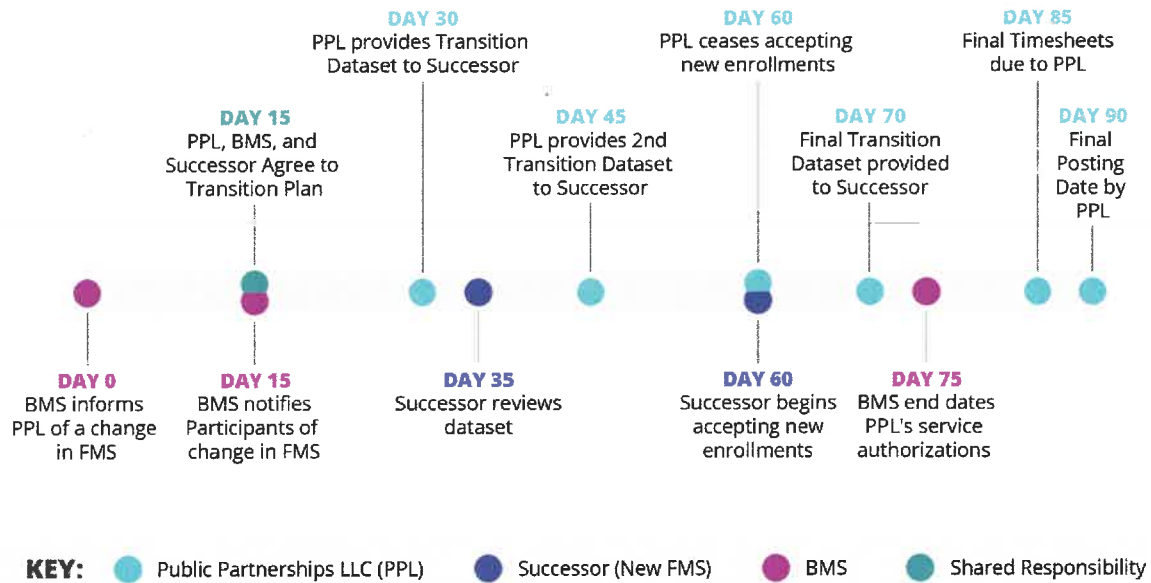 DAY 30
PPL provides Transition
Dataset to Successor
DAY 60
PPL ceases accepting
new enrollments
DAY 85
Final Timesheets
due to PPL
DAY 15
PPL, BMS, and
Successor Agree to
Transition Plan
DAY 45
PPL provides 2nd
Transition Dataset
to Successor
DAY 70
Final Transition
Dataset provided
to Successor
DAY 90
Final
Posting
Date by
PPL
DAY 0
BMS informs
PPL of a change
in FMS
DAY 15
BMS notifies
Participants of
change in FMS
DAY 35
Successor reviews
dataset
DAY 60
Successor begins
accepting new
enrollments
DAY 75
BMS end dates
PPL's service
authorizations
KEY: Public Partnerships LLC (PPL) Successor (New FMS) BMS Shared Responsibility